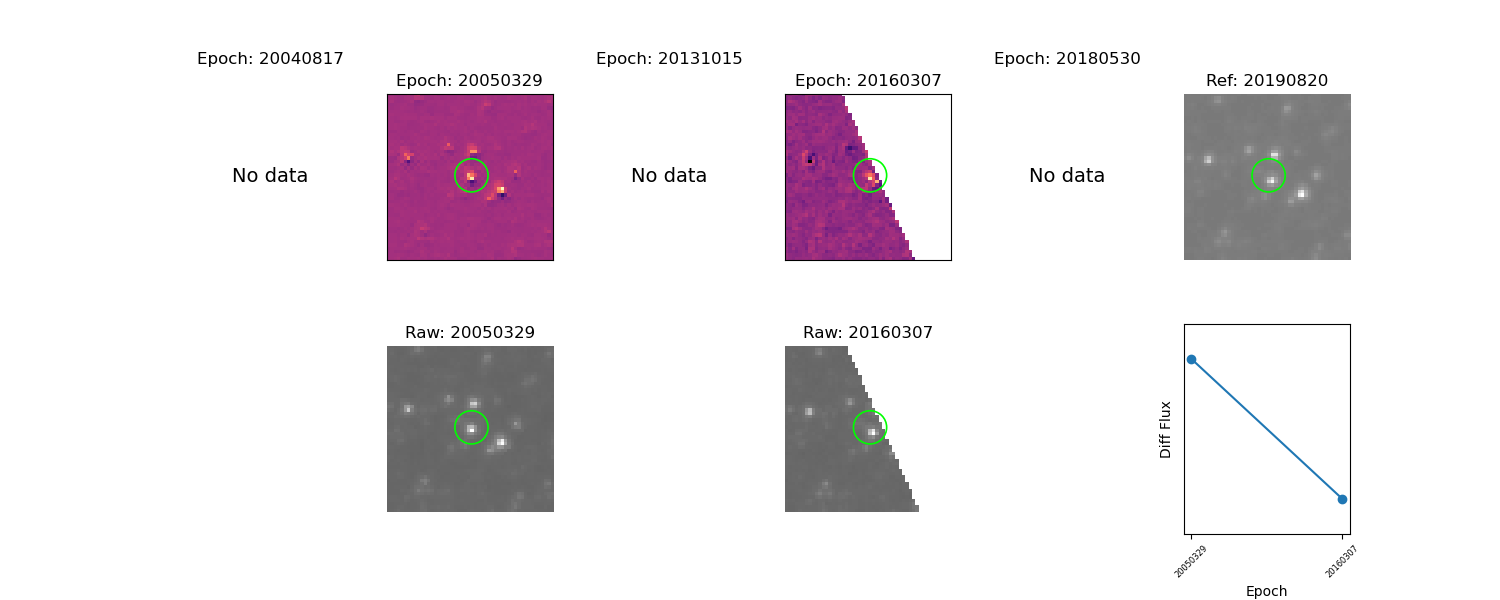 Epoch: 20040817
Epoch: 20131015
Epoch: 20180530
Epoch: 20050329
Epoch: 20160307
Ref: 20190820
No data
No data
No data
Raw: 20050329
Raw: 20160307
Diff Flux
20050329
20160307
Epoch